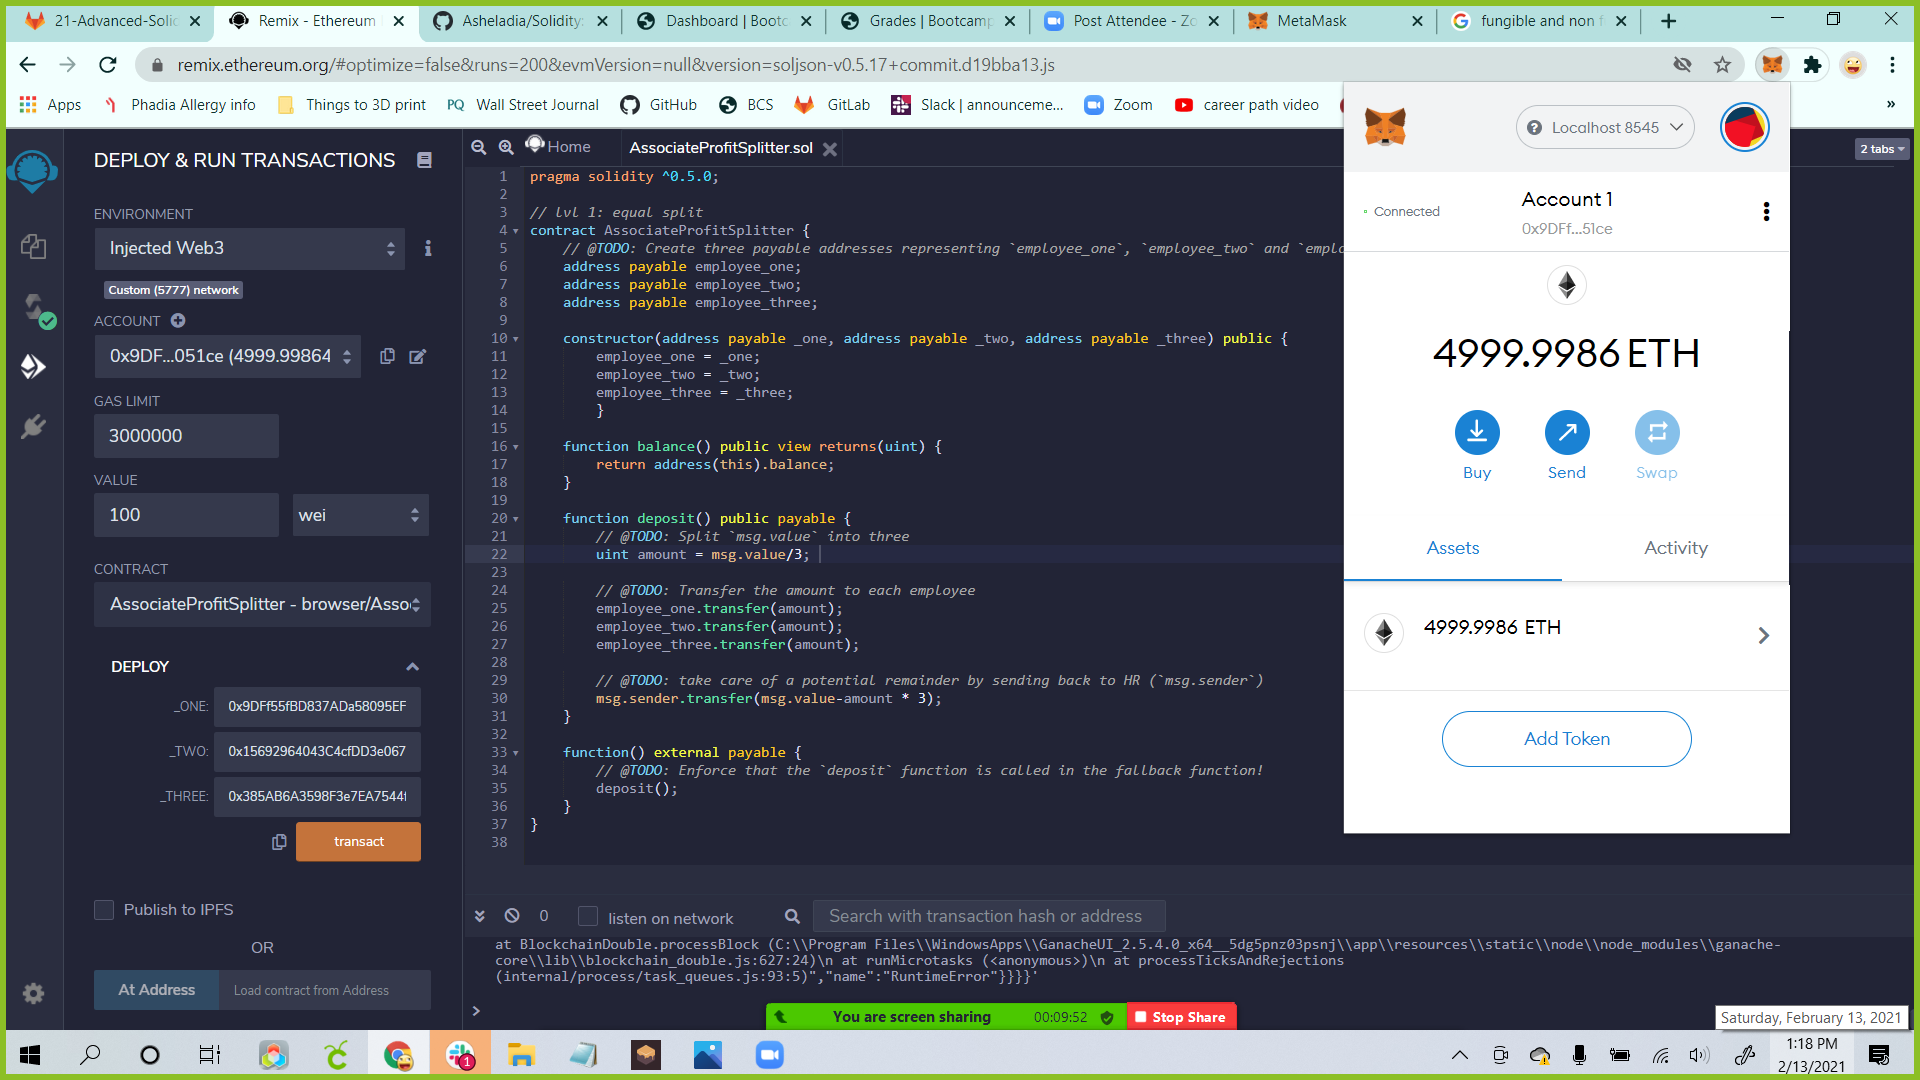 21-Advanced-Solic
Remix - Ethereum
Asheladia/Solidity:
Dashboard | Bootc
Grades | Bootcamp
Post Attendee - Zo
MetaMask
fungible and non f
remix.ethereum.org/#optimize=false&runs=200&evmVersion=null&version=soljson-v0.5.17+commit.d19bba13.js
Apps
Phadia Allergy info
Things to 3D print
PQ Wall Street Journal
GitHub
BCS
GitLab
Slack | announceme...
Zoom
career path video
»
DEPLOY & RUN TRANSACTIONS
ENVIRONMENT
Injected Web3
Custom (5777) network
ACCOUNT
0x9DF...051ce (4999.99864
GAS LIMIT
3000000
VALUE
100
wei
CONTRACT
AssociateProfitSplitter - browser/Asso
DEPLOY
_ONE: 0x9DFf55fBD837ADa58095EF
_TWO: 0x15692964043C4cfDD3e067
_THREE: 0x385AB6A3598F3e7EA7544f
transact
Publish to IPFS
OR
At Address
Load contract from Address
Home
AssociateProfitSplitter.sol
2 tabs
1 pragma solidity ^0.5.0;
2
3 // lvl 1: equal split
4 contract AssociateProfitSplitter {
5 // @TODO: Create three payable addresses representing `employee_one`, `employee_two` and `emplo
6 address payable employee_one;
7 address payable employee_two;
8 address payable employee_three;
9
10 constructor(address payable _one, address payable _two, address payable _three) public {
11 employee_one = _one;
12 employee_two = _two;
13 employee_three = _three;
14 }
15
16 function balance() public view returns(uint) {
17 return address(this).balance;
18 }
19
20 function deposit() public payable {
21 // @TODO: Split `msg.value` into three
22 uint amount = msg.value/3;
23
24 // @TODO: Transfer the amount to each employee
25 employee_one.transfer(amount);
26 employee_two.transfer(amount);
27 employee_three.transfer(amount);
28
29 // @TODO: take care of a potential remainder by sending back to HR (`msg.sender`)
30 msg.sender.transfer(msg.value-amount * 3);
31 }
32
33 function() external payable {
34 // @TODO: Enforce that the `deposit` function is called in the fallback function!
35 deposit();
36 }
37 }
38
0
listen on network
Search with transaction hash or address
at BlockchainDouble.processBlock (C:\\Program Files\\WindowsApps\\GanacheUI_2.5.4.0_x64__5dg5pnz03psnj\\app\\resources\\static\\node\\node_modules\\ganache-
core\\lib\\blockchain_double.js:627:24)\n at runMicrotasks (<anonymous>)\n at processTicksAndRejections
(internal/process/task_queues.js:93:5)","name":"RuntimeError"}}}}'
>
Localhost 8545
Connected
Account 1
0x9DFf...51ce
4999.9986 ETH
Buy
Send
Swap
Assets
Activity
4999.9986 ETH
Add Token
You are screen sharing
00:09:52
Stop Share
Saturday, February 13, 2021
1
1:18 PM
2/13/2021